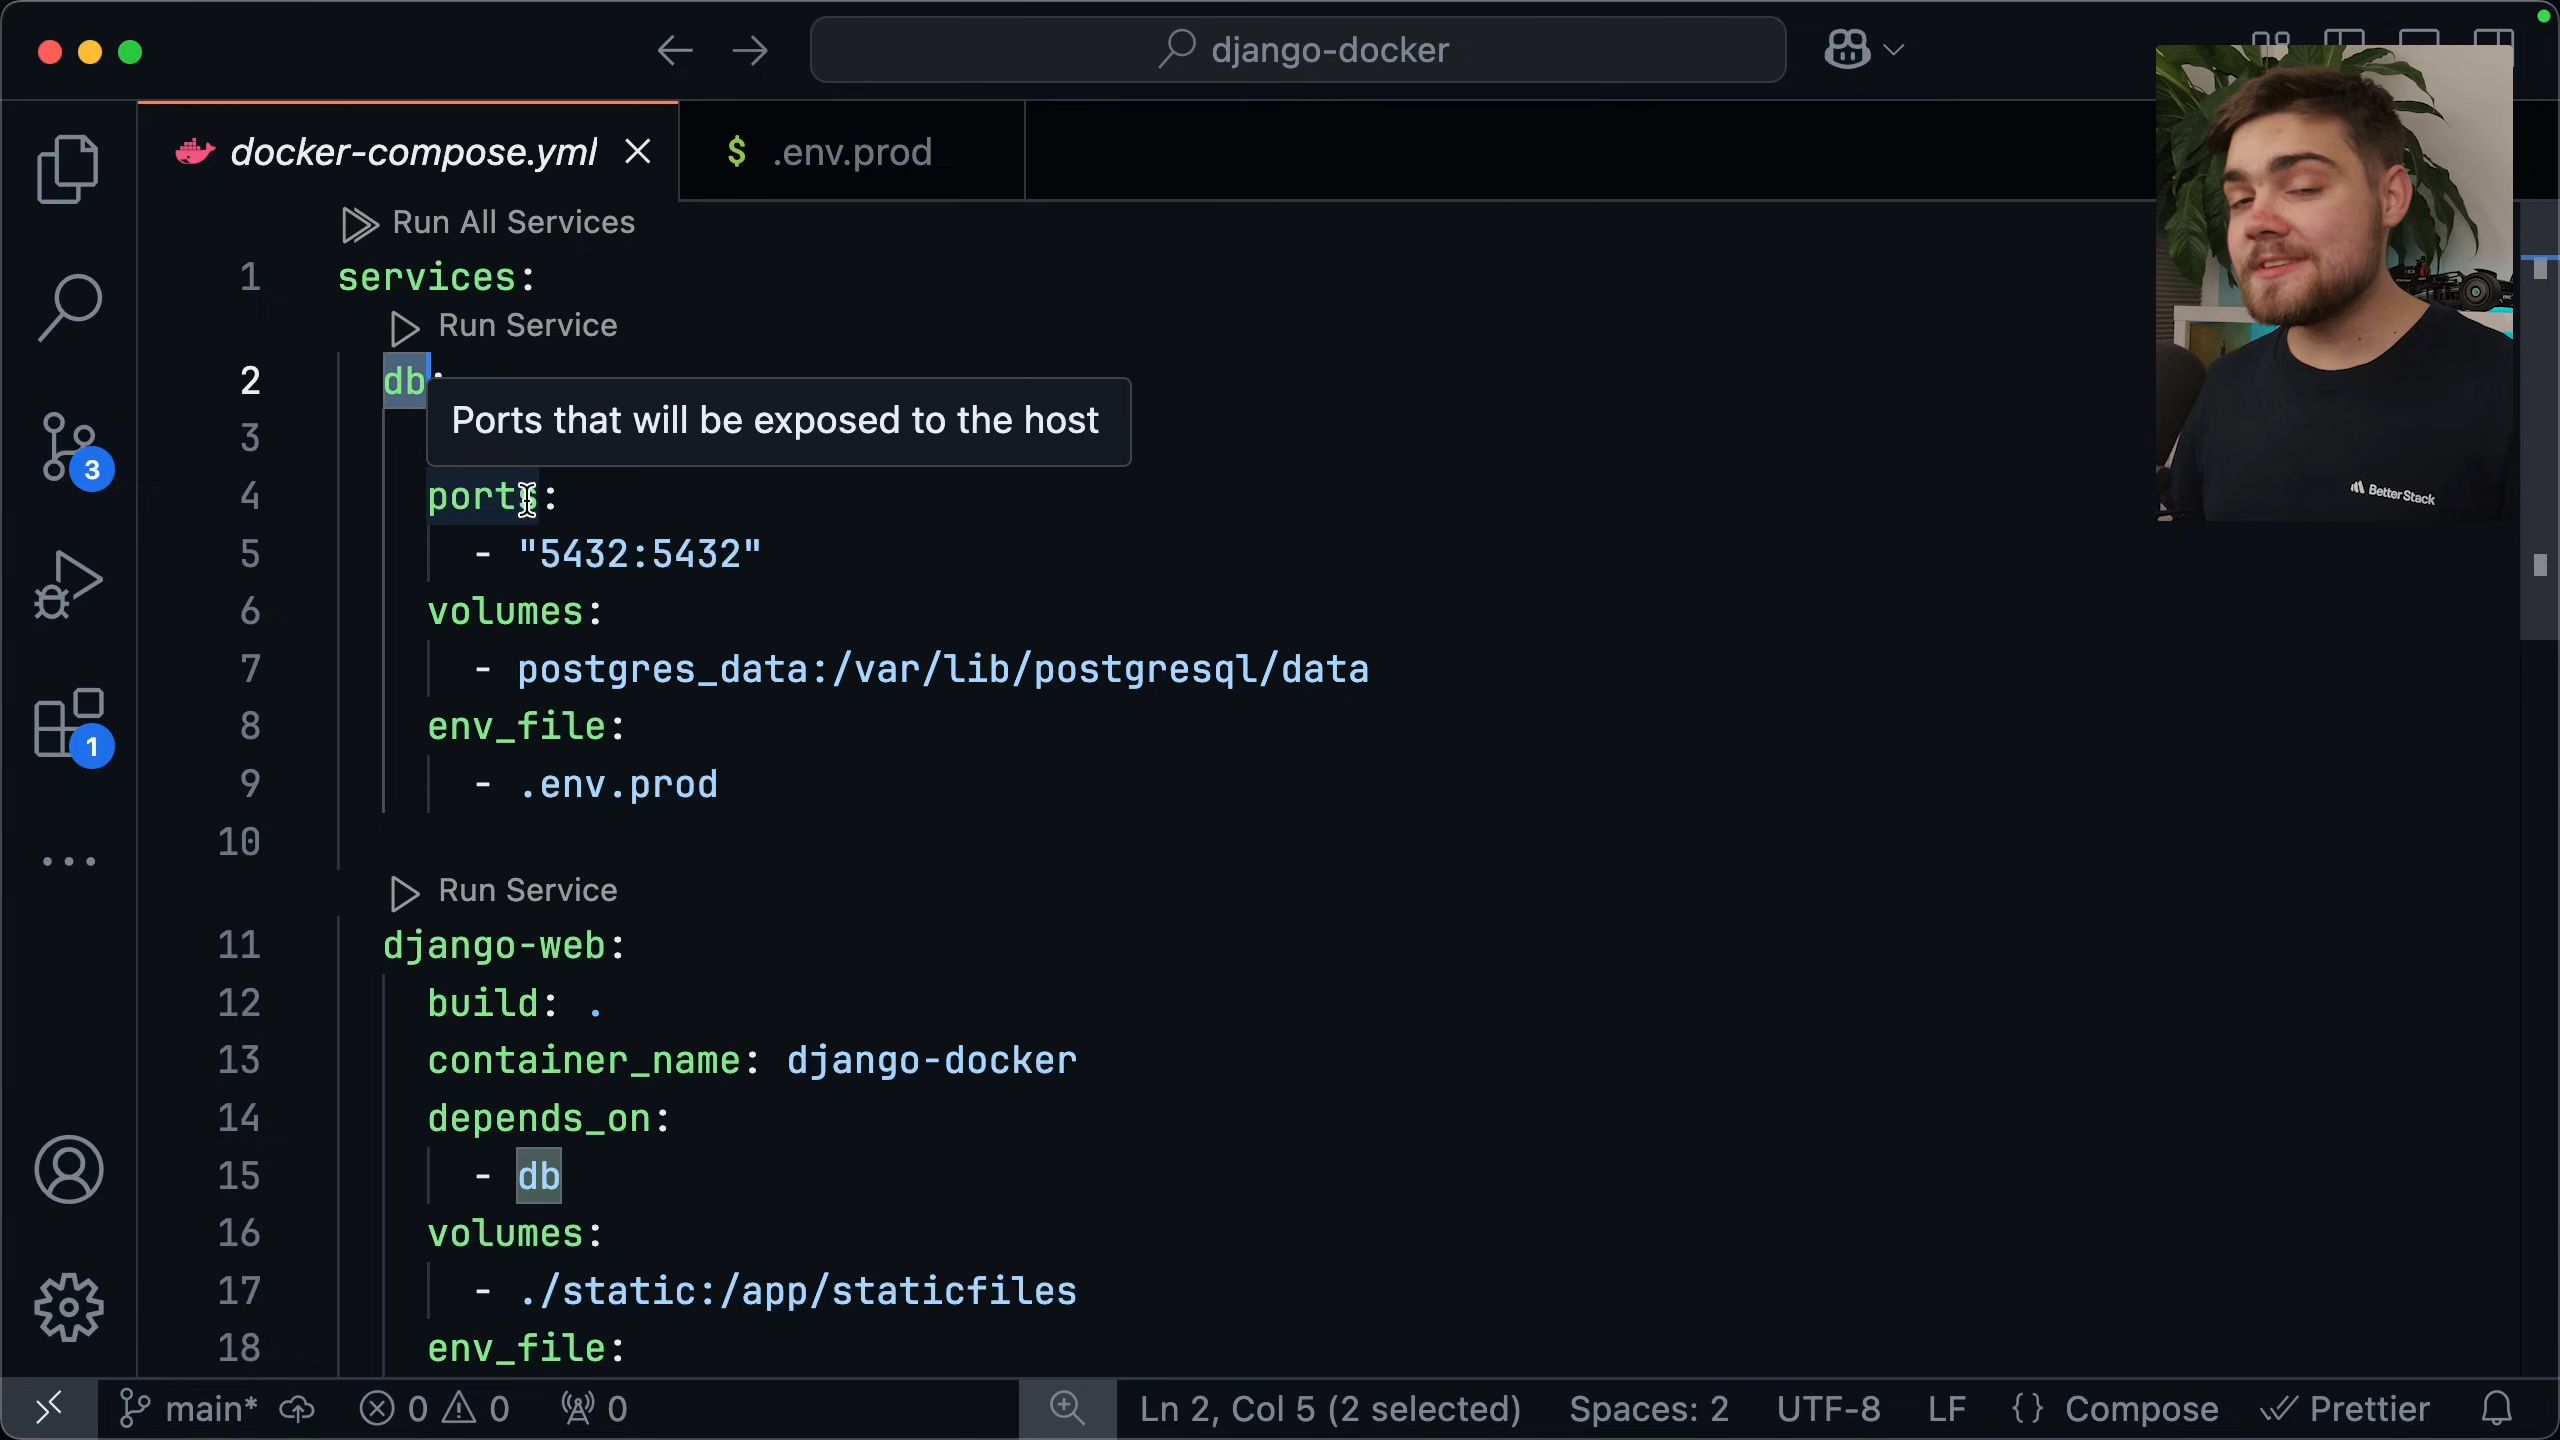 django-docker
docker-compose.yml
$ .env.prod
Run All Services
1 services:
Run Service
2 db:
Ports that will be exposed to the host
3
4 ports:
5 - "5432:5432"
6 volumes:
7 - postgres_data:/var/lib/postgresql/data
8 env_file:
9 - .env.prod
10
Run Service
11 django-web:
12 build: .
13 container_name: django-docker
14 depends_on:
15 - db
16 volumes:
17 - ./static:/app/staticfiles
18 env_file:
3
1
Better Stack
main* 0 0 0 Ln 2, Col 5 (2 selected) Spaces: 2 UTF-8 LF {} Compose Prettier